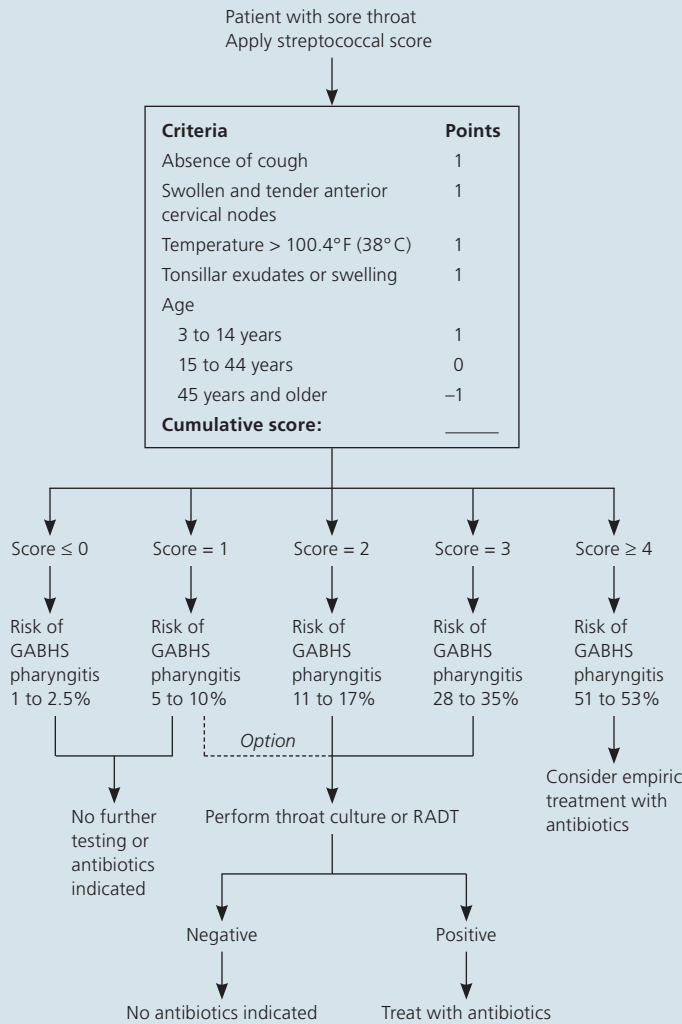 Patient with sore throat
Apply streptococcal score
Criteria Points
Absence of cough 1
Swollen and tender anterior 1
cervical nodes
Temperature > 100.4°F (38°C) 1
Tonsillar exudates or swelling 1
Age
3 to 14 years 1
15 to 44 years 0
45 years and older –1
Cumulative score: ______
Score ≤ 0
Score = 1
Score = 2
Score = 3
Score ≥ 4
Risk of
GABHS
pharyngitis
1 to 2.5%
Risk of
GABHS
pharyngitis
5 to 10%
Risk of
GABHS
pharyngitis
11 to 17%
Risk of
GABHS
pharyngitis
28 to 35%
Risk of
GABHS
pharyngitis
51 to 53%
Option
No further
testing or
antibiotics
indicated
Perform throat culture or RADT
Consider empiric
treatment with
antibiotics
Negative
Positive
No antibiotics indicated
Treat with antibiotics